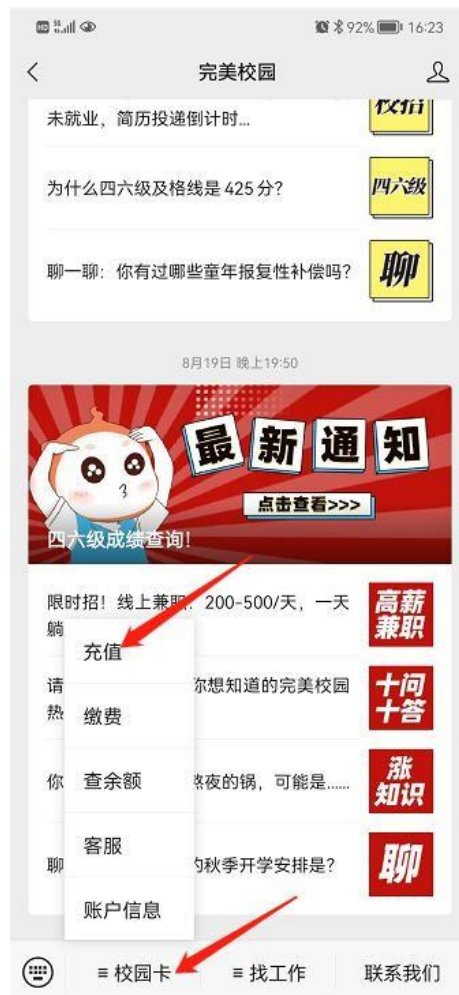 HD 5G 92% 16:23
完美校园
未就业，简历投递倒计时...
校招
为什么四六级及格线是 425 分？
四六级
聊一聊：你有过哪些童年报复性补偿吗？
聊
8月19日 晚上19:50
最新通知
点击查看>>>
四六级成绩查询！
限时招！线上兼职：200-500/天，一天
躺
高薪
兼职
请 你想知道的完美校园
热
十问
十答
你 熬夜的锅，可能是......
涨
知识
聊 的秋季开学安排是？
聊
充值
缴费
查余额
客服
账户信息
≡ 校园卡
≡ 找工作
联系我们